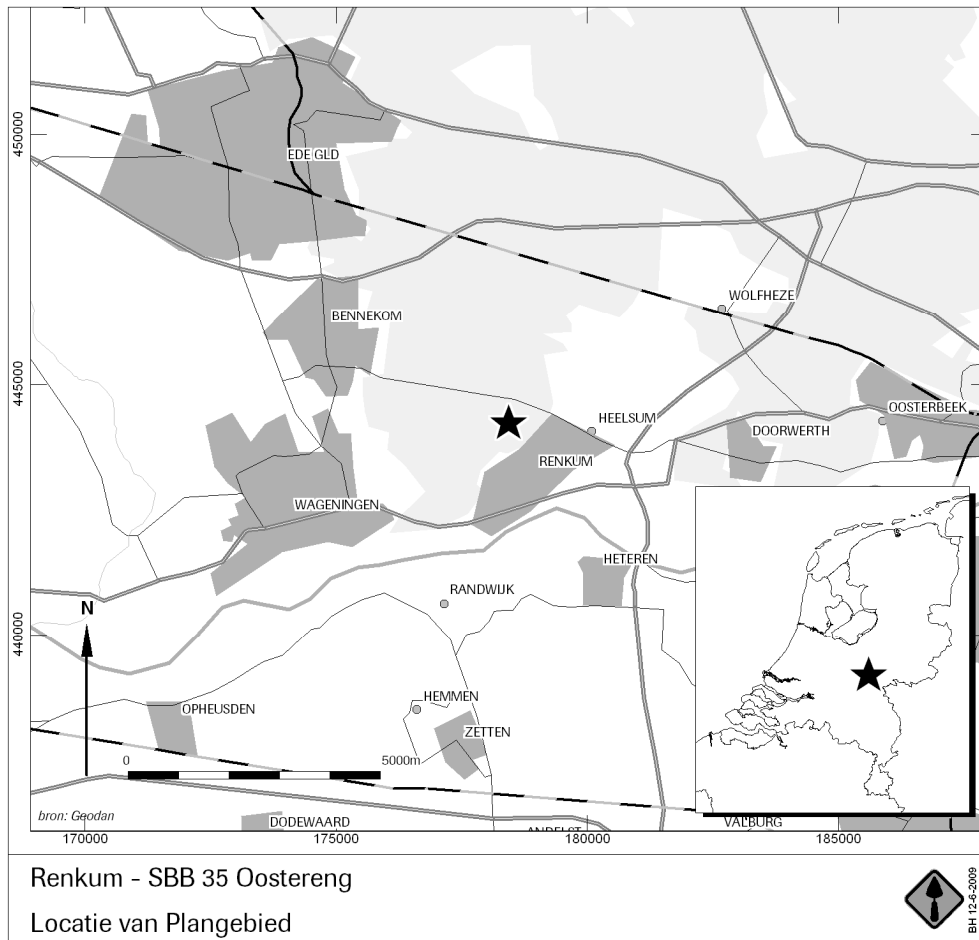 450000
445000
440000
EDE GLD
BENNEKOM
WOLFHEZE
OOSTERBEEK
HEELSUM
DOORWERTH
RENKUM
WAGENINGEN
HETEREN
RANDWIJK
N
HEMMEN
OPHEUSDEN
ZETTEN
0 5000m
bron: Geodan
DODEWAARD
ANDELST
VALBURG
170000 175000 180000 185000
Renkum - SBB 35 Oostereng
Locatie van Plangebied
BH 12-6-2009